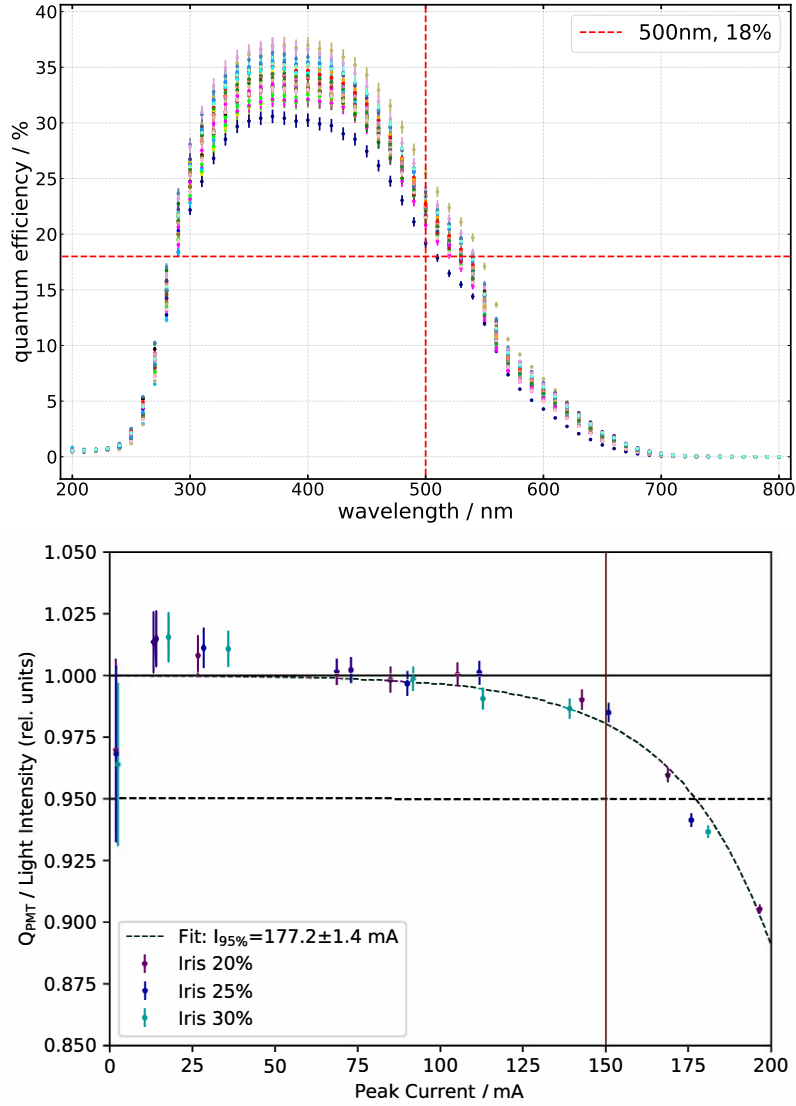 40
35
30
25
20
15
10
5
0
quantum efficiency / %
500nm, 18%
200 300 400 500 600 700 800
wavelength / nm
1.050
1.025
1.000
0.975
0.950
0.925
0.900
0.875
0.850
Q_PMT / Light Intensity (rel. units)
Fit: I_95%=177.2±1.4 mA
Iris 20%
Iris 25%
Iris 30%
0 25 50 75 100 125 150 175 200
Peak Current / mA